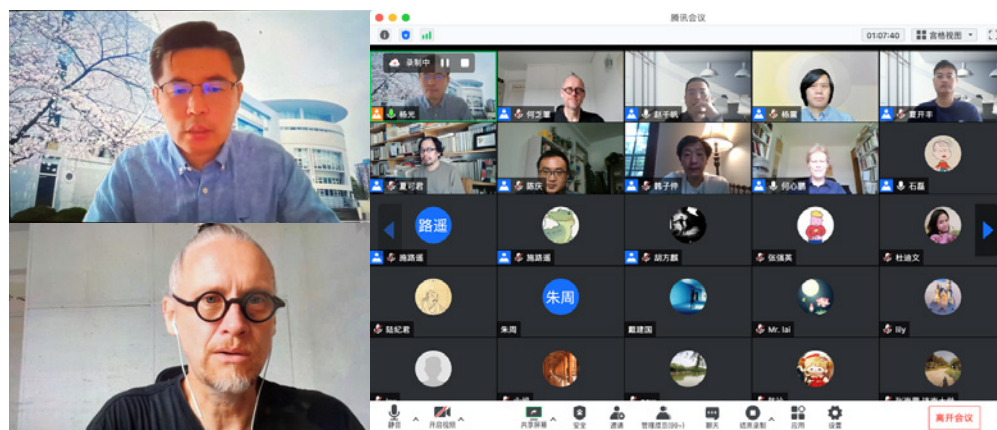 腾讯会议
01:07:40 宫格视图
录制中
杨光 何乏筆 赵千帆 杨震 戴开丰
夏可君 陈庆 韩子仲 何心鹏 石磊
路遥
施路遥 施路遥 胡方麒 张强英 杜迪文
朱周
陆纪君 朱周 戴建国 Mr. lai lily
静音 开启视频 共享屏幕 安全 邀请 管理成员(99+) 聊天 结束录制 应用 设置 离开会议